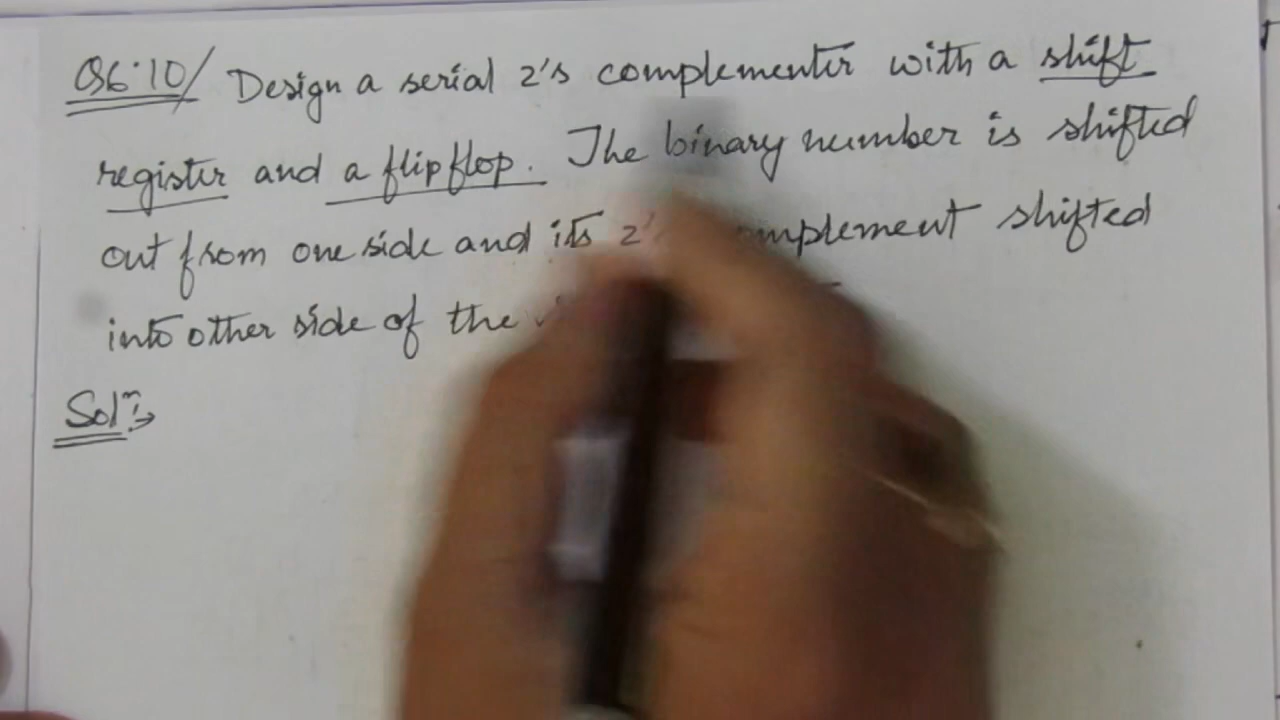 Q6.10/ Design a serial 2's complementer with a shift
register and a flipflop. The binary number is shifted
out from one side and its 2's complement shifted
into other side of the
Solⁿ:→